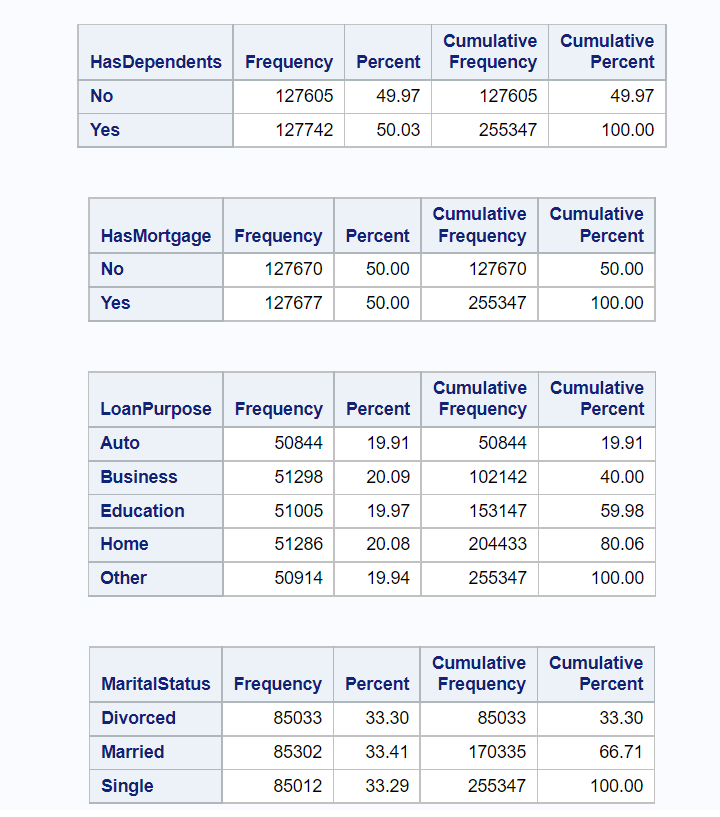 Cumulative Cumulative
HasDependents Frequency Percent Frequency Percent
No 127605 49.97 127605 49.97
Yes 127742 50.03 255347 100.00
Cumulative Cumulative
HasMortgage Frequency Percent Frequency Percent
No 127670 50.00 127670 50.00
Yes 127677 50.00 255347 100.00
Cumulative Cumulative
LoanPurpose Frequency Percent Frequency Percent
Auto 50844 19.91 50844 19.91
Business 51298 20.09 102142 40.00
Education 51005 19.97 153147 59.98
Home 51286 20.08 204433 80.06
Other 50914 19.94 255347 100.00
Cumulative Cumulative
MaritalStatus Frequency Percent Frequency Percent
Divorced 85033 33.30 85033 33.30
Married 85302 33.41 170335 66.71
Single 85012 33.29 255347 100.00